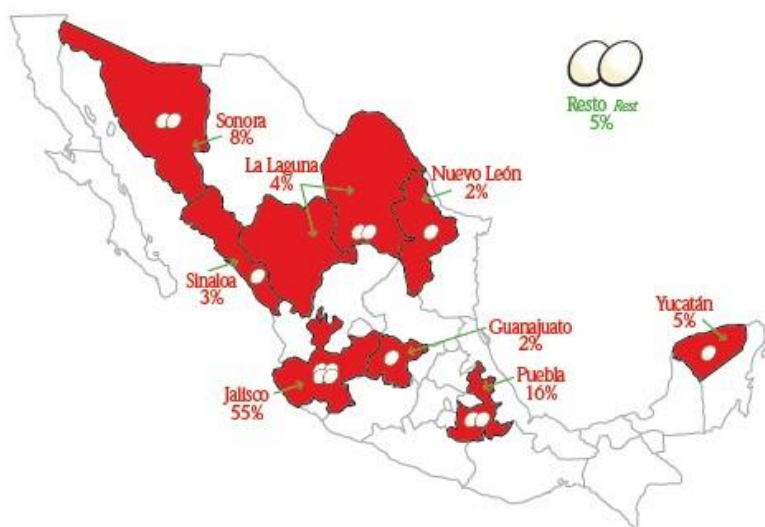 Resto Rest
5%
Sonora
8%
La Laguna
4%
Nuevo León
2%
Sinaloa
3%
Yucatán
5%
Guanajuato
2%
Puebla
16%
Jalisco
55%